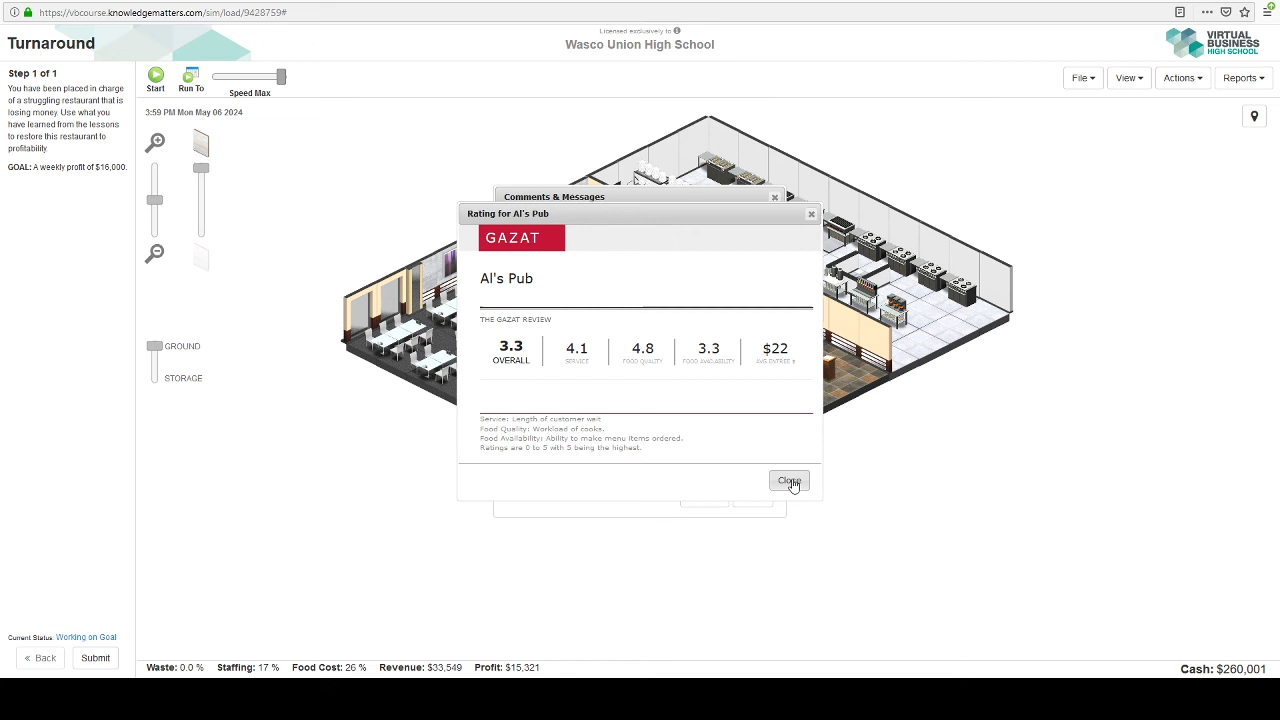 https://vbcourse.knowledgematters.com/sim/load/9428759#
Turnaround
Licensed exclusively to
Wasco Union High School
VIRTUAL
BUSINESS
HIGH SCHOOL
Step 1 of 1
You have been placed in charge
of a struggling restaurant that is
losing money. Use what you
have learned from the lessons
to restore this restaurant to
profitability.
GOAL: A weekly profit of $16,000.
Start
Run To
Speed Max
File
View
Actions
Reports
3:59 PM Mon May 06 2024
GROUND
STORAGE
Comments & Messages
Rating for Al's Pub
GAZAT
Al's Pub
THE GAZAT REVIEW
3.3 4.1 4.8 3.3 $22
OVERALL SERVICE FOOD QUALITY FOOD AVAILABILITY AVG ENTREE $
Service: Length of customer wait
Food Quality: Workload of cooks.
Food Availability: Ability to make menu items ordered.
Ratings are 0 to 5 with 5 being the highest.
Close
Current Status: Working on Goal
« Back
Submit
Waste: 0.0 % Staffing: 17 % Food Cost: 26 % Revenue: $33,549 Profit: $15,321
Cash: $260,001